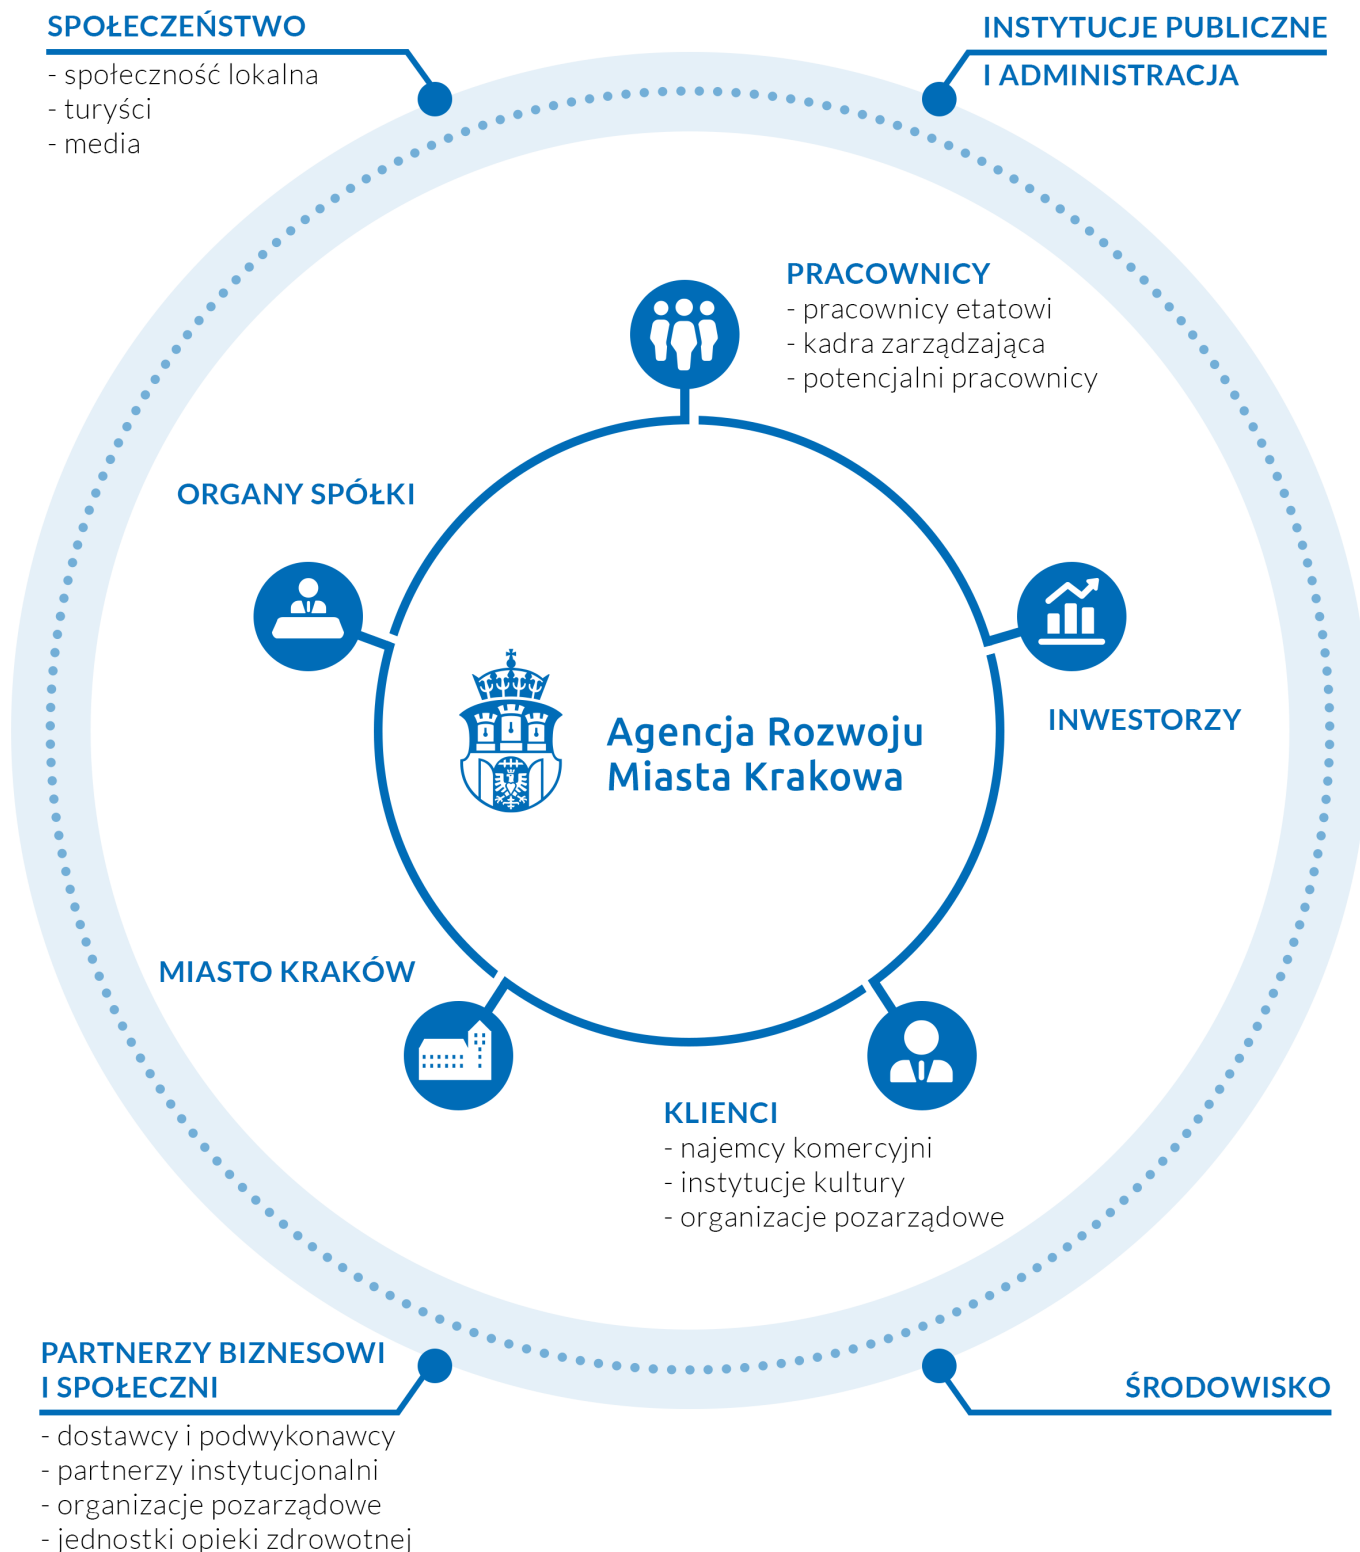 SPOŁECZEŃSTWO
- społeczność lokalna
- turyści
- media
INSTYTUCJE PUBLICZNE
I ADMINISTRACJA
PRACOWNICY
- pracownicy etatowi
- kadra zarządzająca
- potencjalni pracownicy
ORGANY SPÓŁKI
Agencja Rozwoju
Miasta Krakowa
INWESTORZY
MIASTO KRAKÓW
KLIENCI
- najemcy komercyjni
- instytucje kultury
- organizacje pozarządowe
PARTNERZY BIZNESOWI
I SPOŁECZNI
- dostawcy i podwykonawcy
- partnerzy instytucjonalni
- organizacje pozarządowe
- jednostki opieki zdrowotnej
ŚRODOWISKO